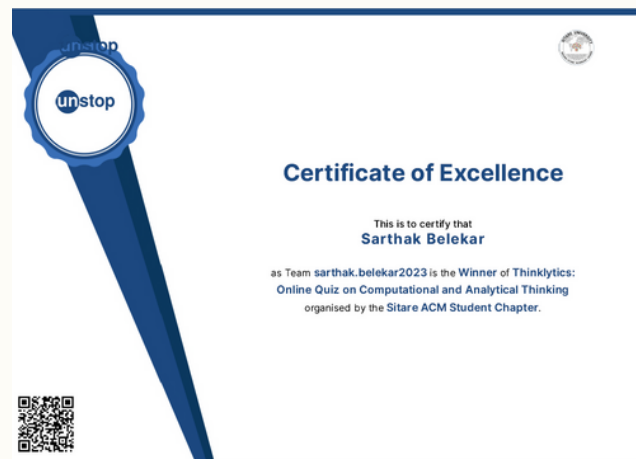 unstop
unstop
Certificate of Excellence
This is to certify that
Sarthak Belekar
as Team sarthak.belekar2023 is the Winner of Thinklytics:
Online Quiz on Computational and Analytical Thinking
organised by the Sitare ACM Student Chapter.